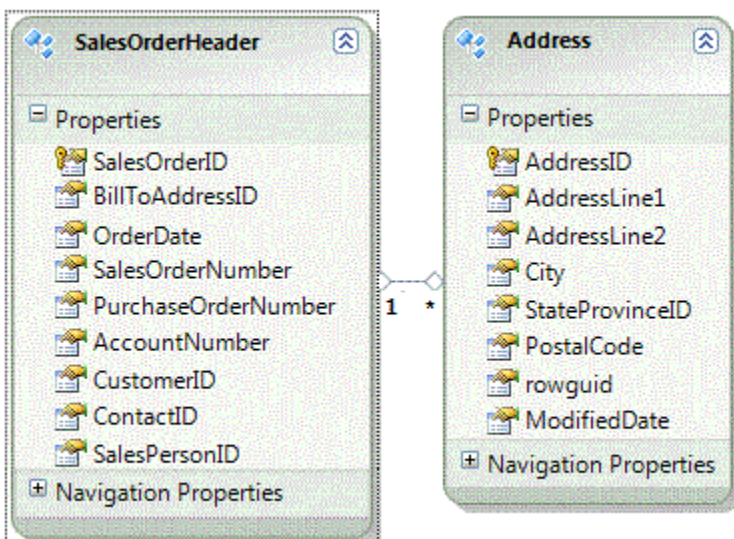 SalesOrderHeader
Properties
SalesOrderID
BillToAddressID
OrderDate
SalesOrderNumber
PurchaseOrderNumber
AccountNumber
CustomerID
ContactID
SalesPersonID
Navigation Properties
1 *
Address
Properties
AddressID
AddressLine1
AddressLine2
City
StateProvinceID
PostalCode
rowguid
ModifiedDate
Navigation Properties